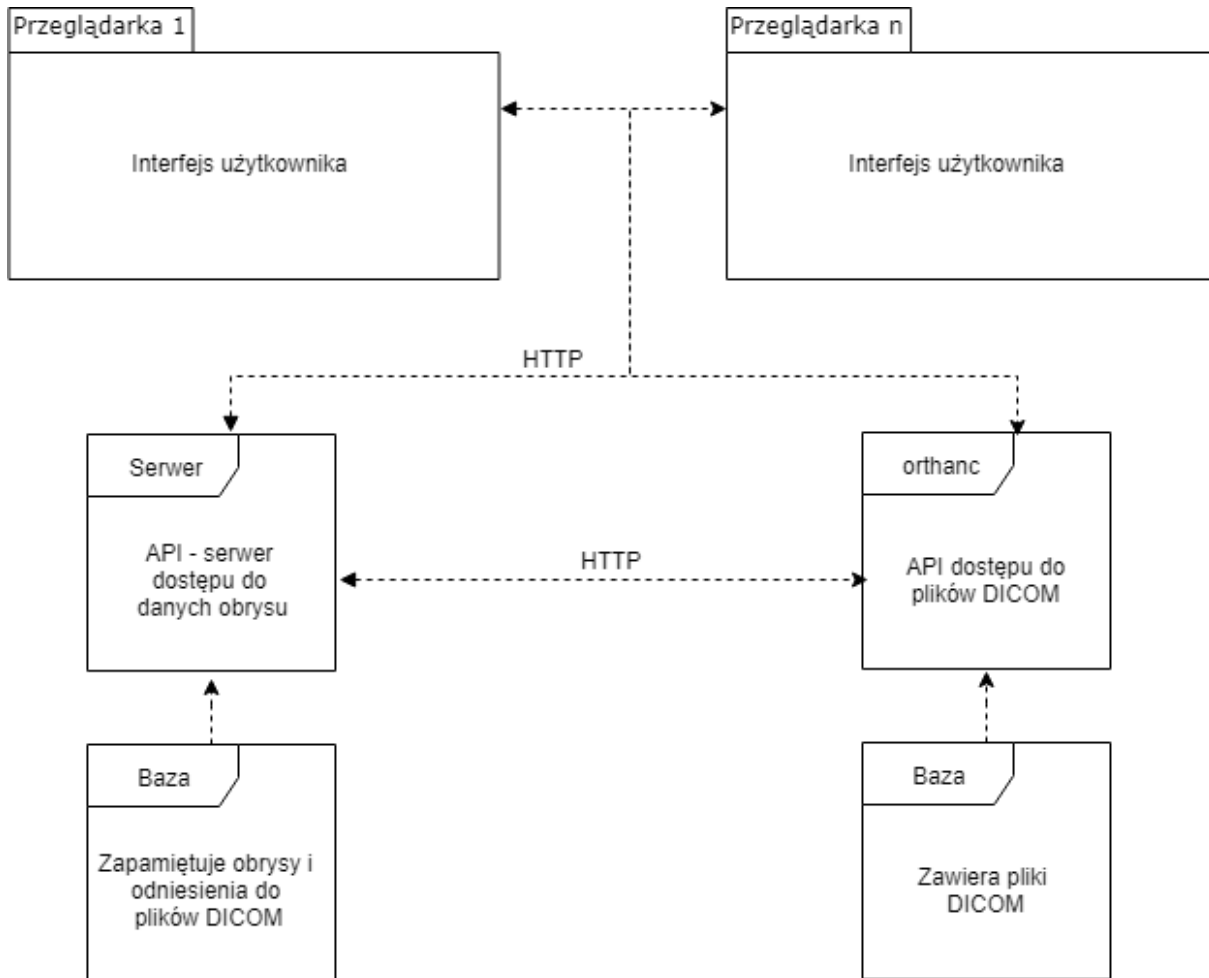 Przeglądarka 1
Przeglądarka n
Interfejs użytkownika
Interfejs użytkownika
HTTP
Serwer
orthanc
API - serwer
dostępu do
danych obrysu
HTTP
API dostępu do
plików DICOM
Baza
Baza
Zapamiętuje obrysy i
odniesienia do
plików DICOM
Zawiera pliki
DICOM